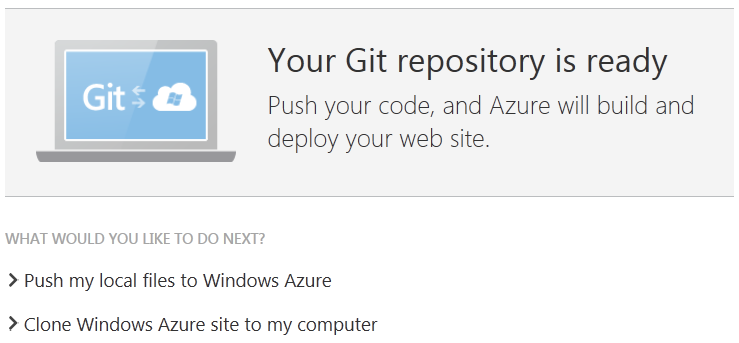 Git
Your Git repository is ready
Push your code, and Azure will build and
deploy your web site.
WHAT WOULD YOU LIKE TO DO NEXT?
Push my local files to Windows Azure
Clone Windows Azure site to my computer